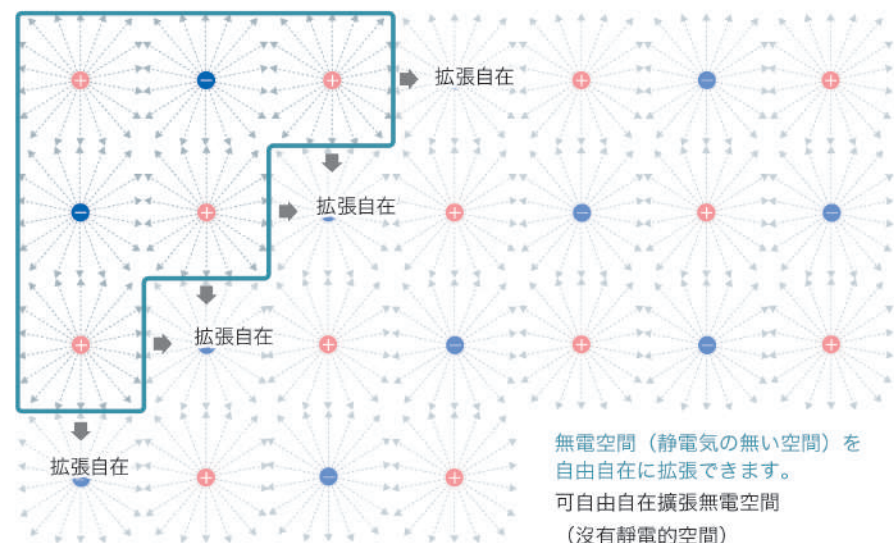 拡張自在
拡張自在
拡張自在
拡張自在
無電空間（静電気の無い空間）を
自由自在に拡張できます。
可自由自在擴張無電空間
（沒有靜電的空間）